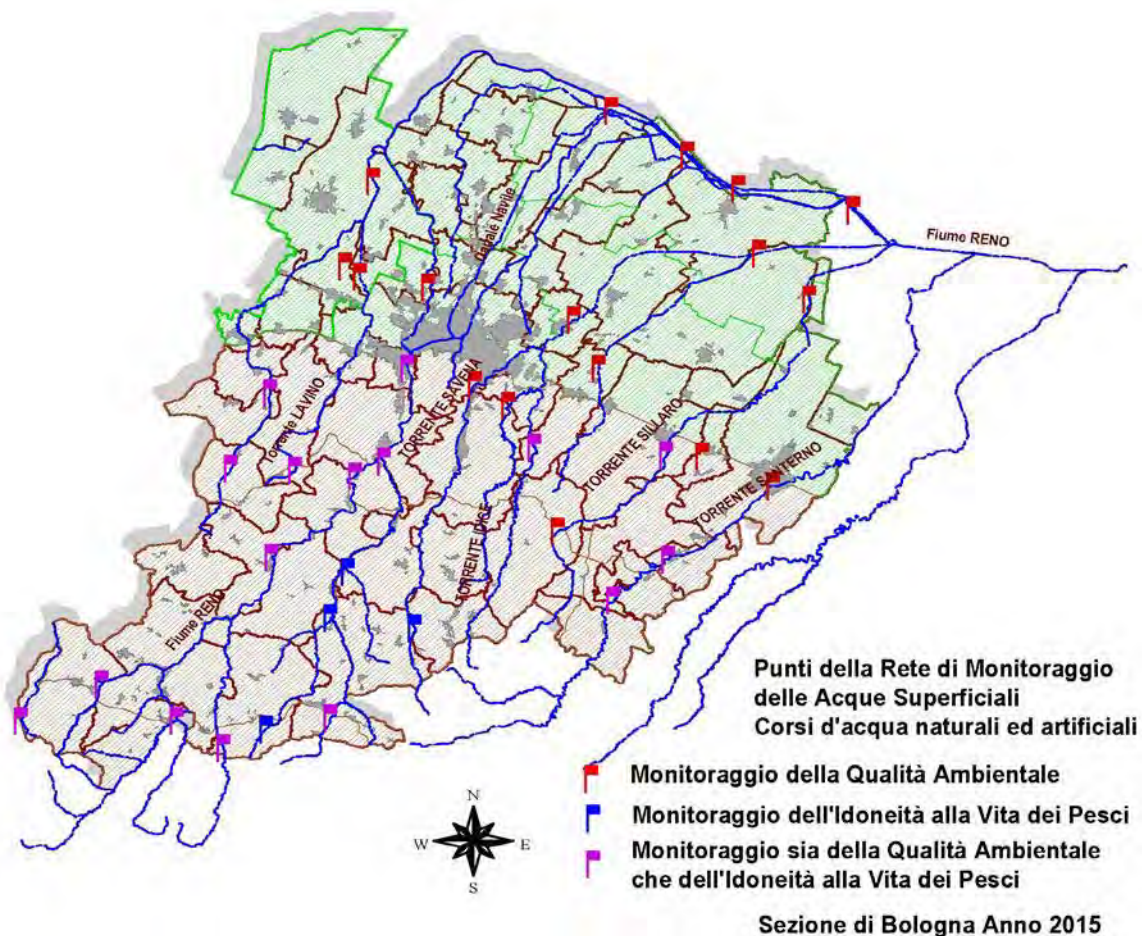 Canale Navile
Fiume RENO
Torrente LAVINO
TORRENTE SAVENA
TORRENTE SILLARO
TORRENTE SANTERNO
TORRENTE IDICE
Fiume RENO
Punti della Rete di Monitoraggio
delle Acque Superficiali
Corsi d'acqua naturali ed artificiali
Monitoraggio della Qualità Ambientale
Monitoraggio dell'Idoneità alla Vita dei Pesci
Monitoraggio sia della Qualità Ambientale
che dell'Idoneità alla Vita dei Pesci
N
W E
S
Sezione di Bologna Anno 2015